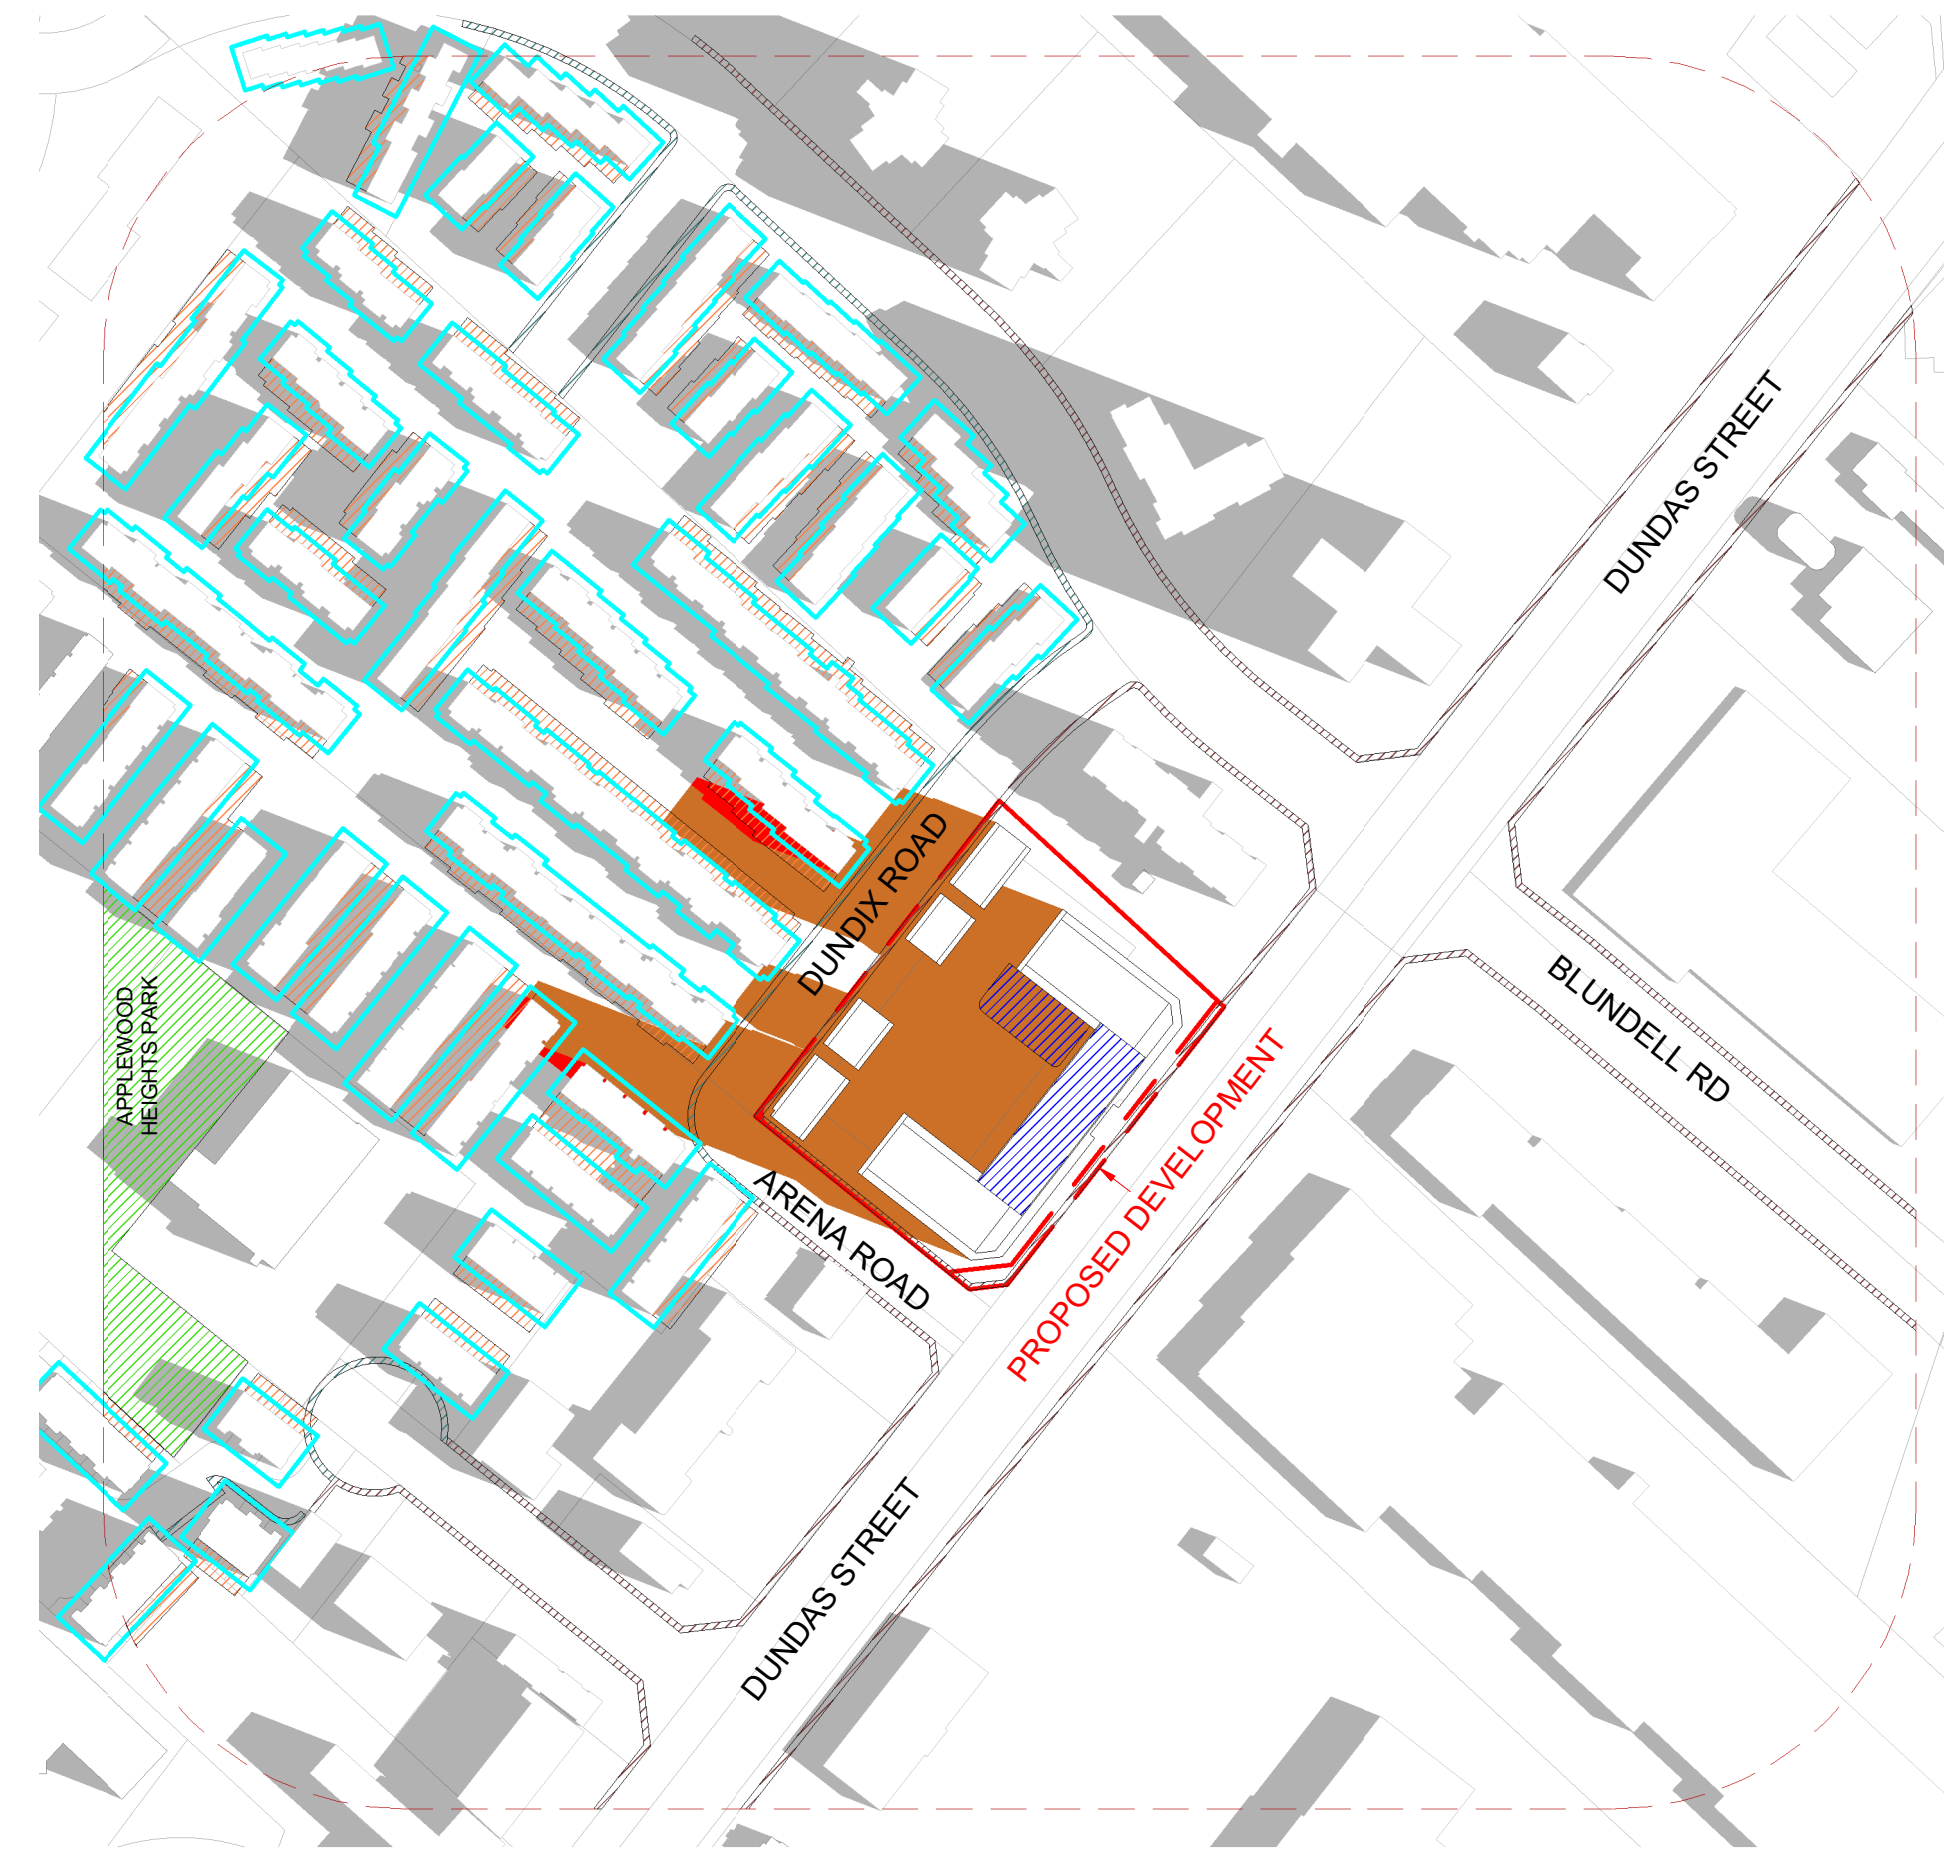 DUNDAS STREET
DUNDIX ROAD
BLUNDELL RD
APPLEWOOD
HEIGHTS PARK
PROPOSED DEVELOPMENT
ARENA ROAD
DUNDAS STREET